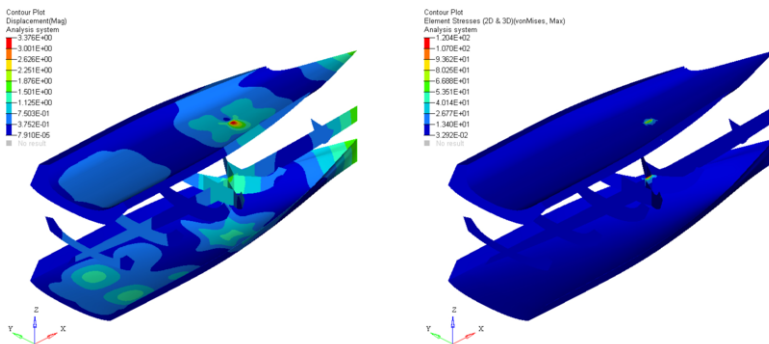 Contour Plot
Displacement(Mag)
Analysis system
3.376E+00
3.001E+00
2.626E+00
2.251E+00
1.876E+00
1.501E+00
1.125E+00
7.503E-01
3.752E-01
7.910E-05
No result
Z
Y
X
Contour Plot
Element Stresses (2D & 3D)(vonMises, Max)
Analysis system
1.204E+02
1.070E+02
9.362E+01
8.025E+01
6.688E+01
5.351E+01
4.014E+01
2.677E+01
1.340E+01
3.292E-02
No result
Z
Y
X